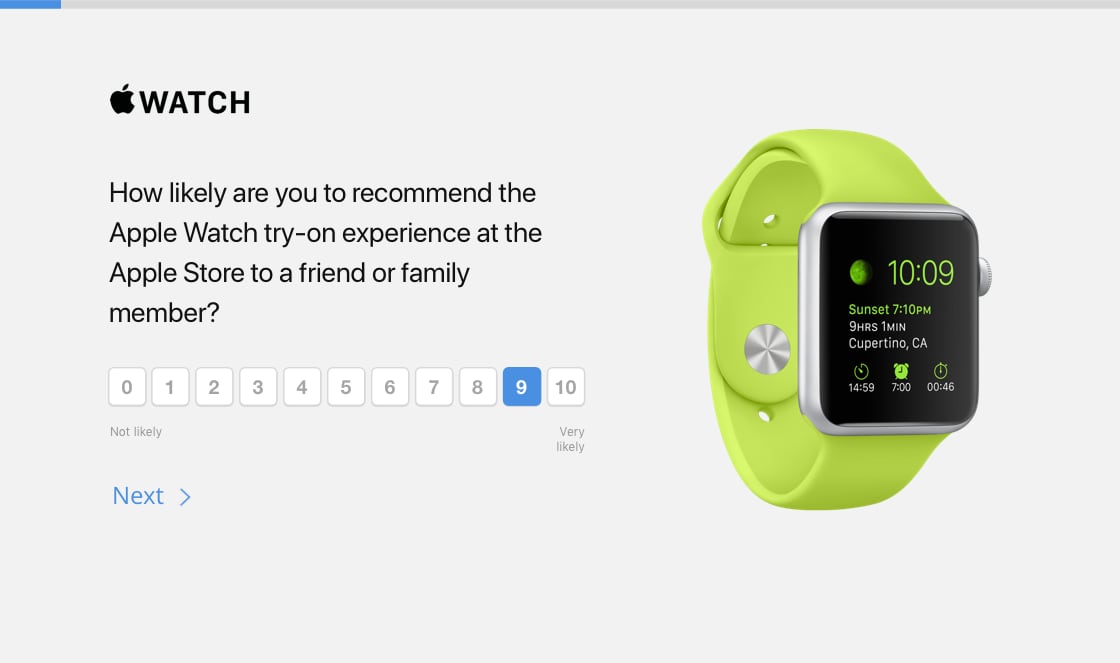 WATCH
How likely are you to recommend the
Apple Watch try-on experience at the
Apple Store to a friend or family
member?
0 1 2 3 4 5 6 7 8 9 10
Not likely
Very
likely
Next
10:09
Sunset 7:10PM
9HRS 1MIN
Cupertino, CA
14:59 7:00 00:46